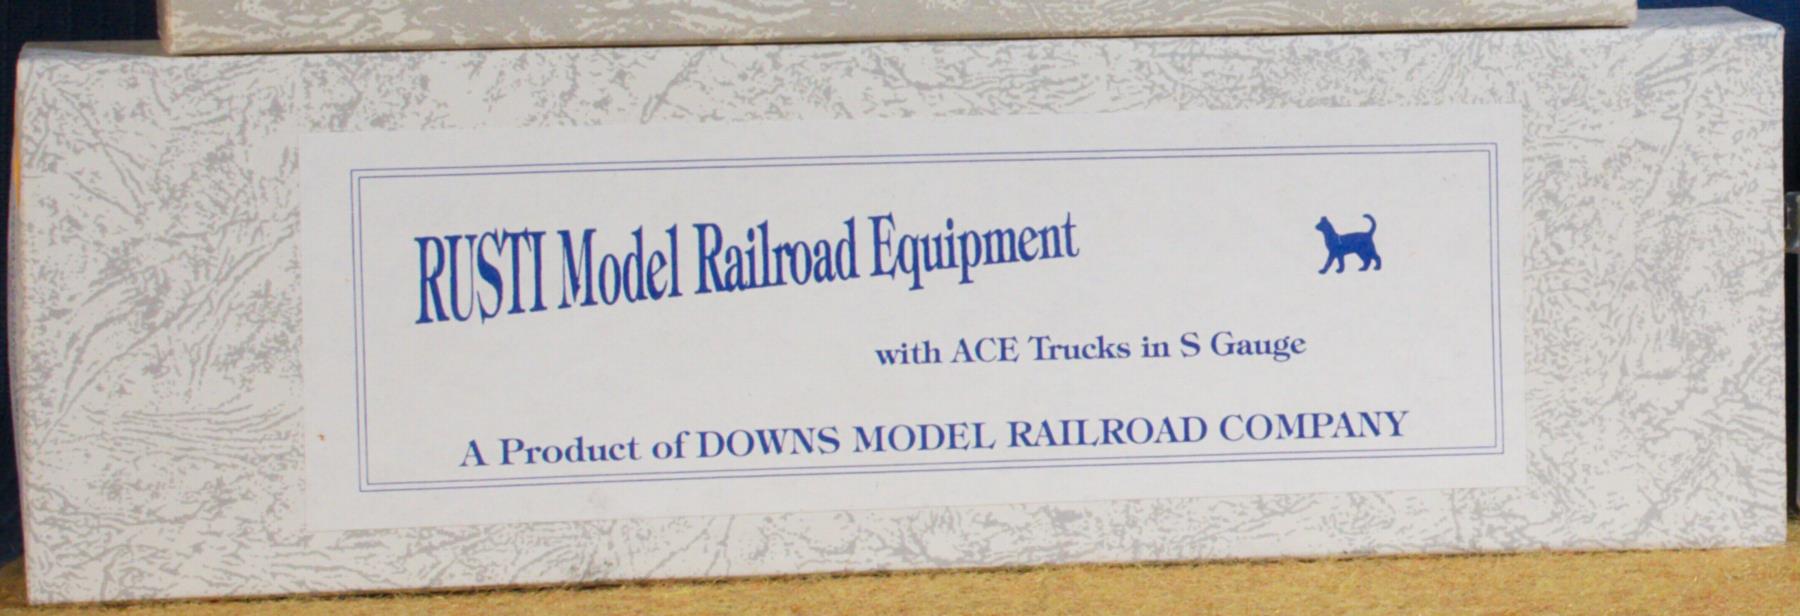 RUSTI Model Railroad Equipment
with ACE Trucks in S Gauge
A Product of DOWNS MODEL RAILROAD COMPANY